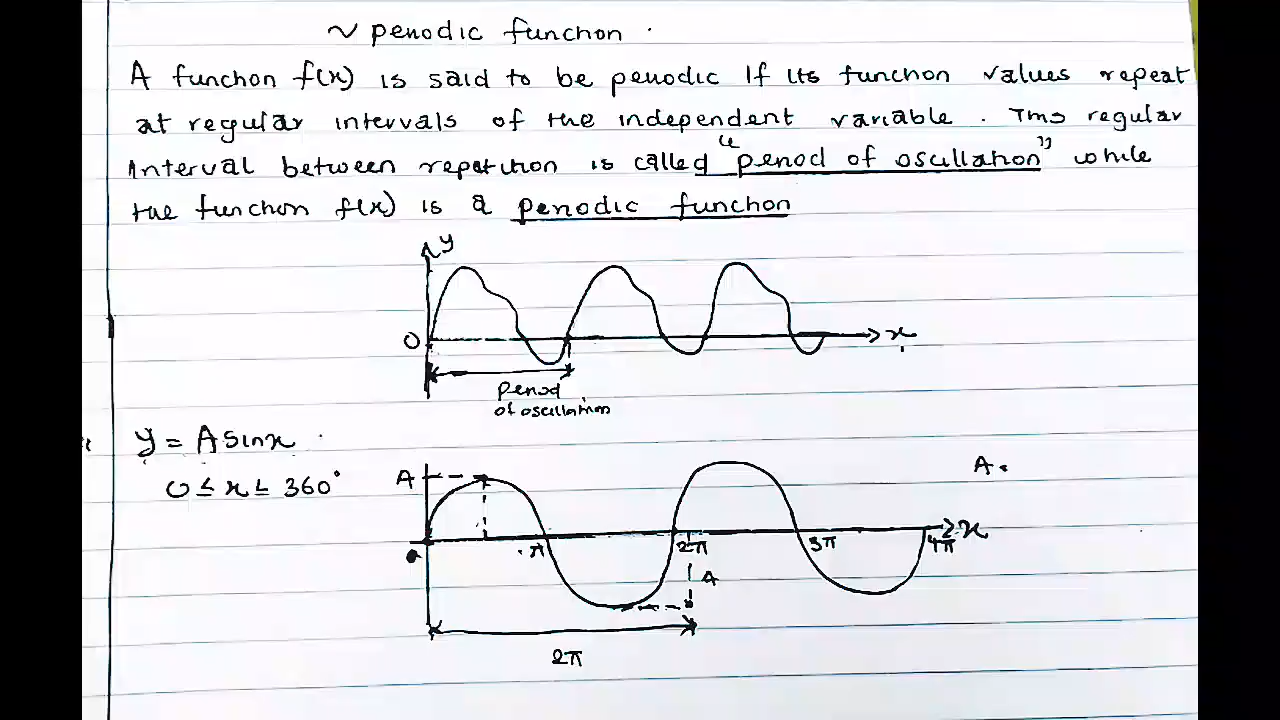 ~ periodic function.
A function f(x) is said to be periodic if its function values repeat
at regular intervals of the independent variable. This regular
interval between repetition is called "period of oscillation" while
the function f(x) is a periodic function
y
0
x
period
of oscillation
y = A sin x
0 ≤ x ≤ 360°
A
A
0
π
2π
3π
4π
x
A
2π